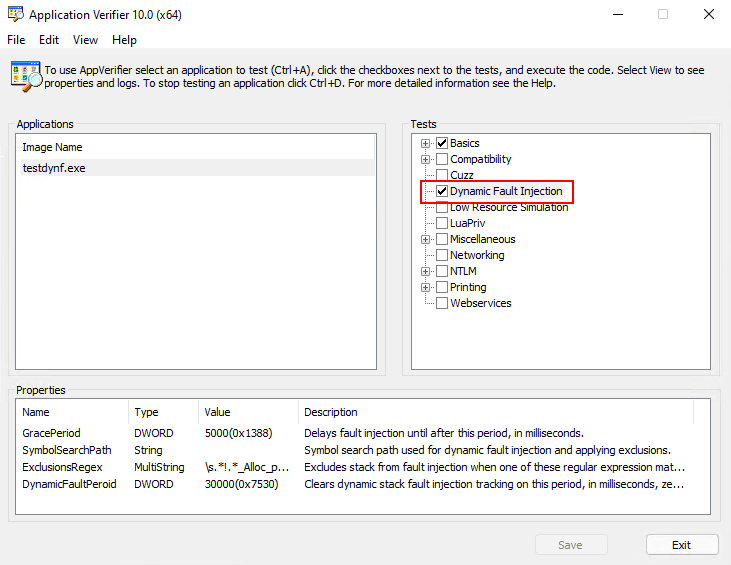 Application Verifier 10.0 (x64)
File Edit View Help
To use AppVerifier select an application to test (Ctrl+A), click the checkboxes next to the tests, and execute the code. Select View to see
properties and logs. To stop testing an application click Ctrl+D. For more detailed information see the Help.
Applications
Image Name
testdynf.exe
Tests
Basics
Compatibility
Cuzz
Dynamic Fault Injection
Low Resource Simulation
LuaPriv
Miscellaneous
Networking
NTLM
Printing
Webservices
Properties
Name Type Value Description
GracePeriod DWORD 5000(0x1388) Delays fault injection until after this period, in milliseconds.
SymbolSearchPath String Symbol search path used for dynamic fault injection and applying exclusions.
ExclusionsRegex MultiString \s.*!.*_Alloc_p... Excludes stack from fault injection when one of these regular expression mat...
DynamicFaultPeroid DWORD 30000(0x7530) Clears dynamic stack fault injection tracking on this period, in milliseconds, ze...
Save Exit